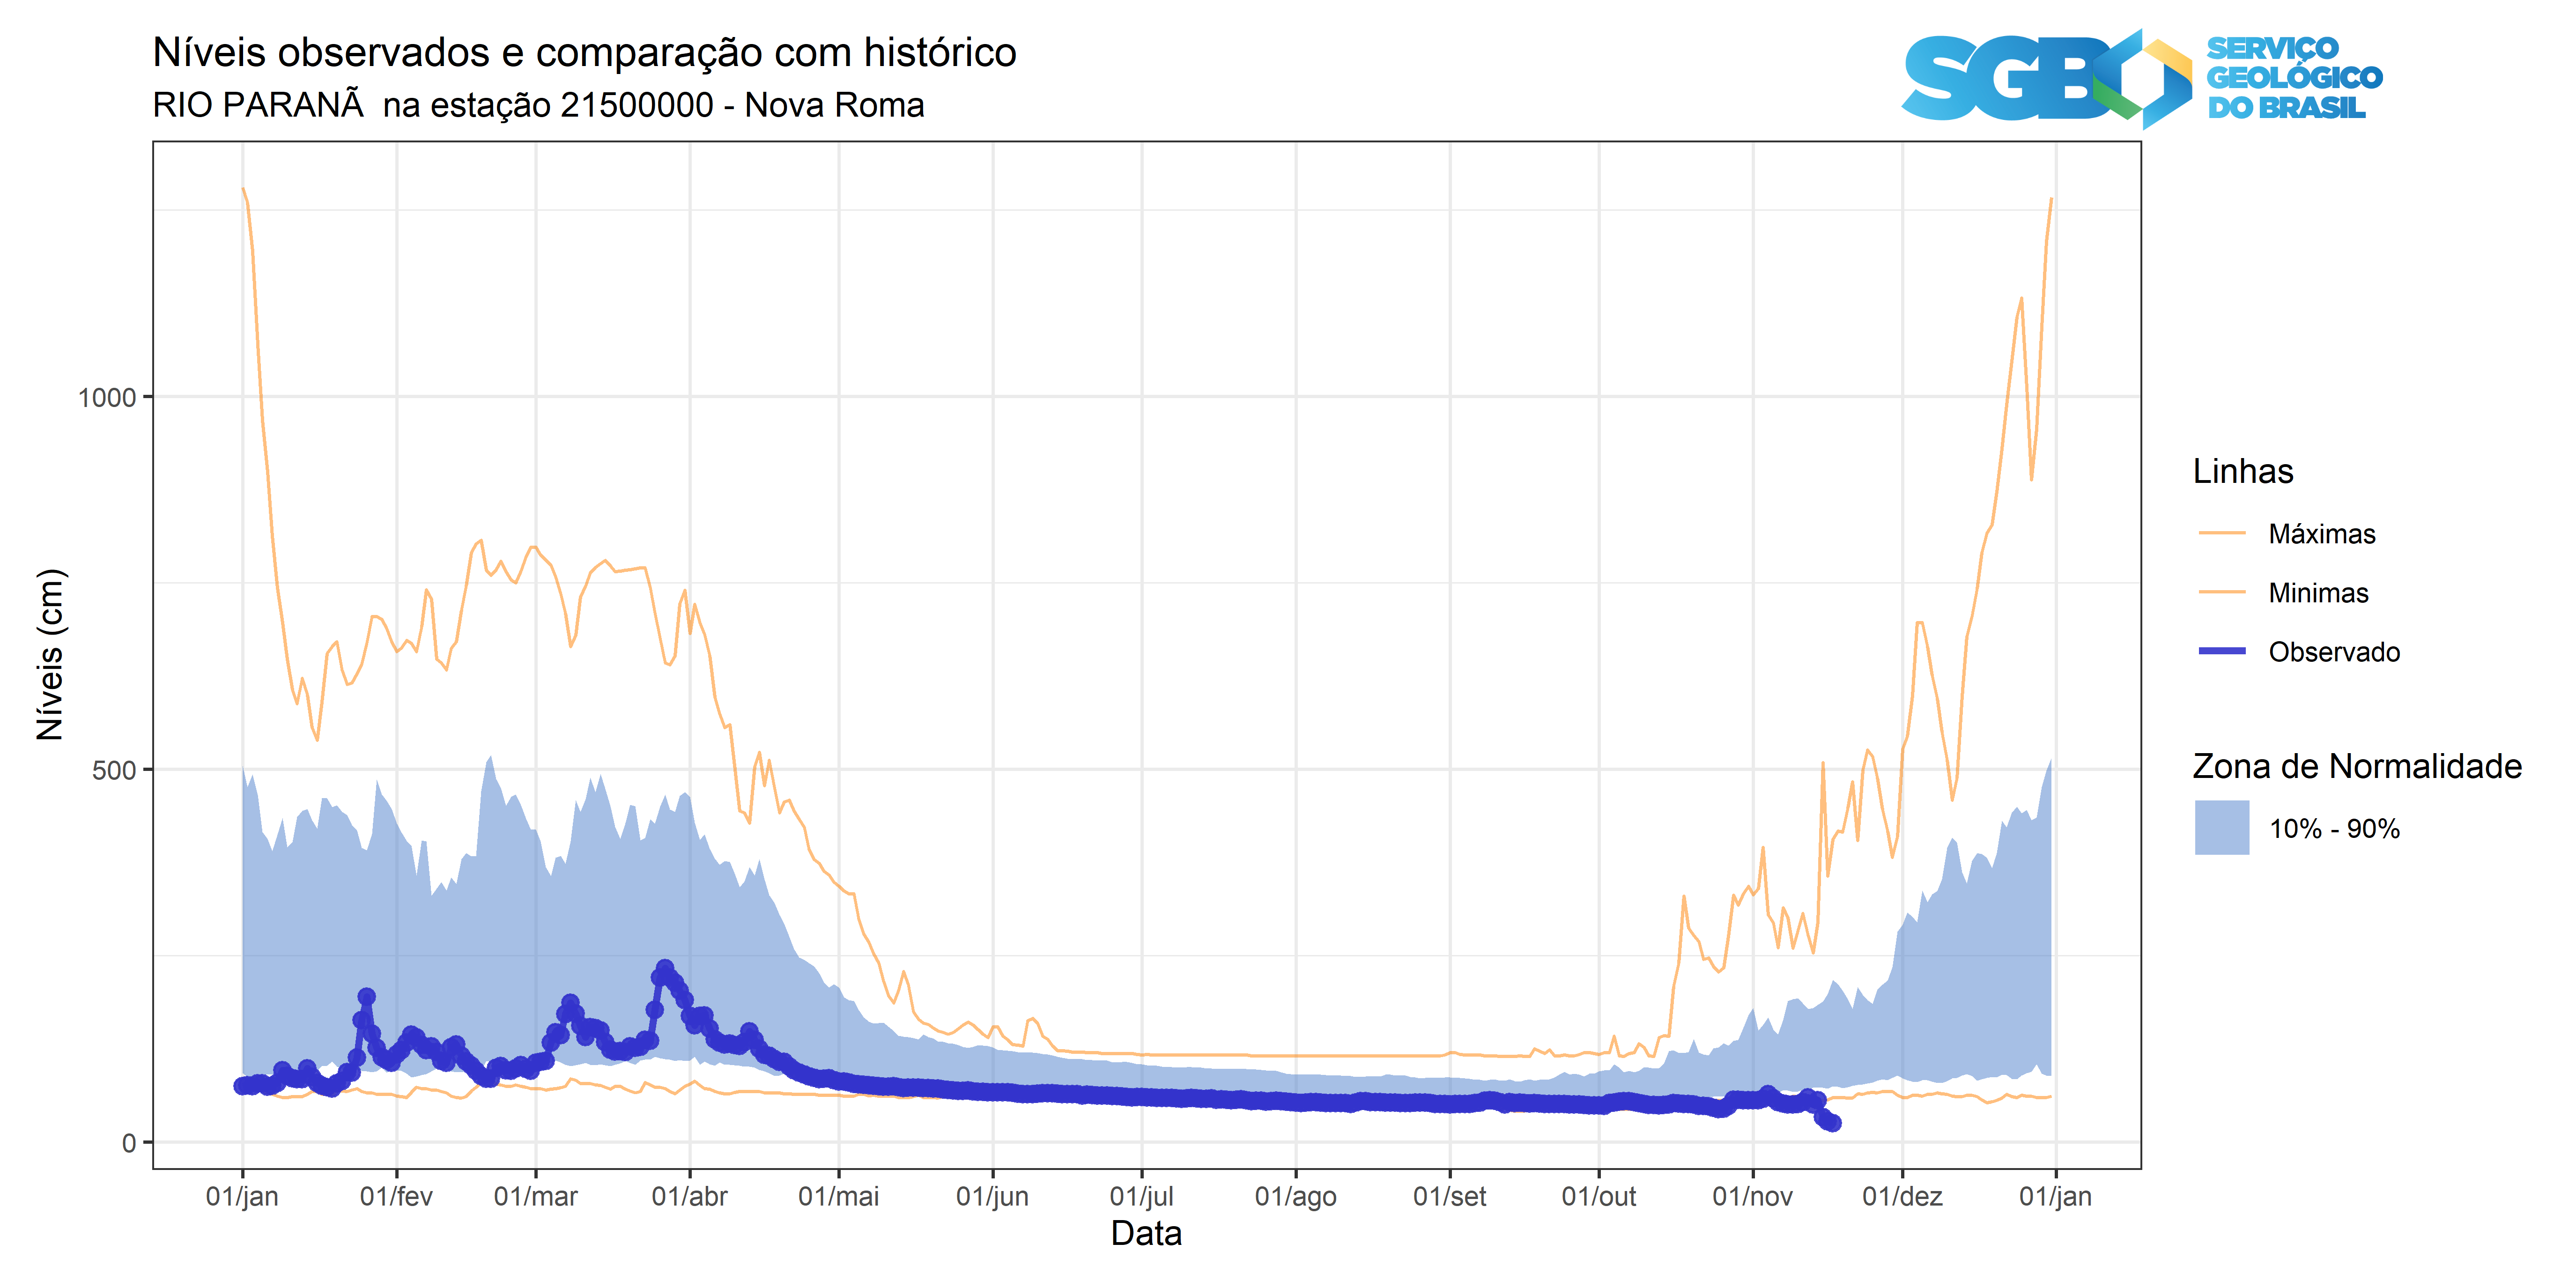 Níveis observados e comparação com histórico
RIO PARANÃ  na estação 21500000 - Nova Roma
SGB
SERVIÇO
GEOLÓGICO
DO BRASIL
Níveis (cm)
1000
500
0
01/jan 01/fev 01/mar 01/abr 01/mai 01/jun 01/jul 01/ago 01/set 01/out 01/nov 01/dez 01/jan
Data
Linhas
Máximas
Minimas
Observado
Zona de Normalidade
10% - 90%